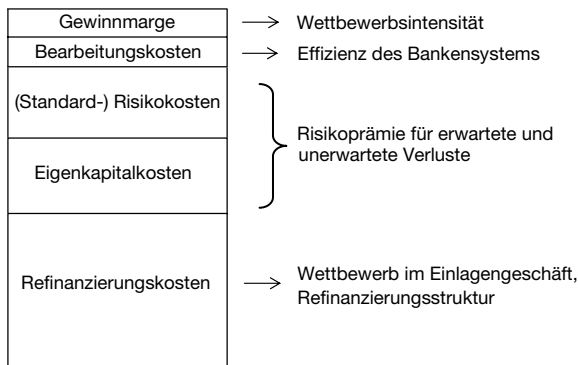 Gewinnmarge
Wettbewerbsintensität
Bearbeitungskosten
Effizienz des Bankensystems
(Standard-) Risikokosten
Risikoprämie für erwartete und
unerwartete Verluste
Eigenkapitalkosten
Refinanzierungskosten
Wettbewerb im Einlagengeschäft,
Refinanzierungsstruktur